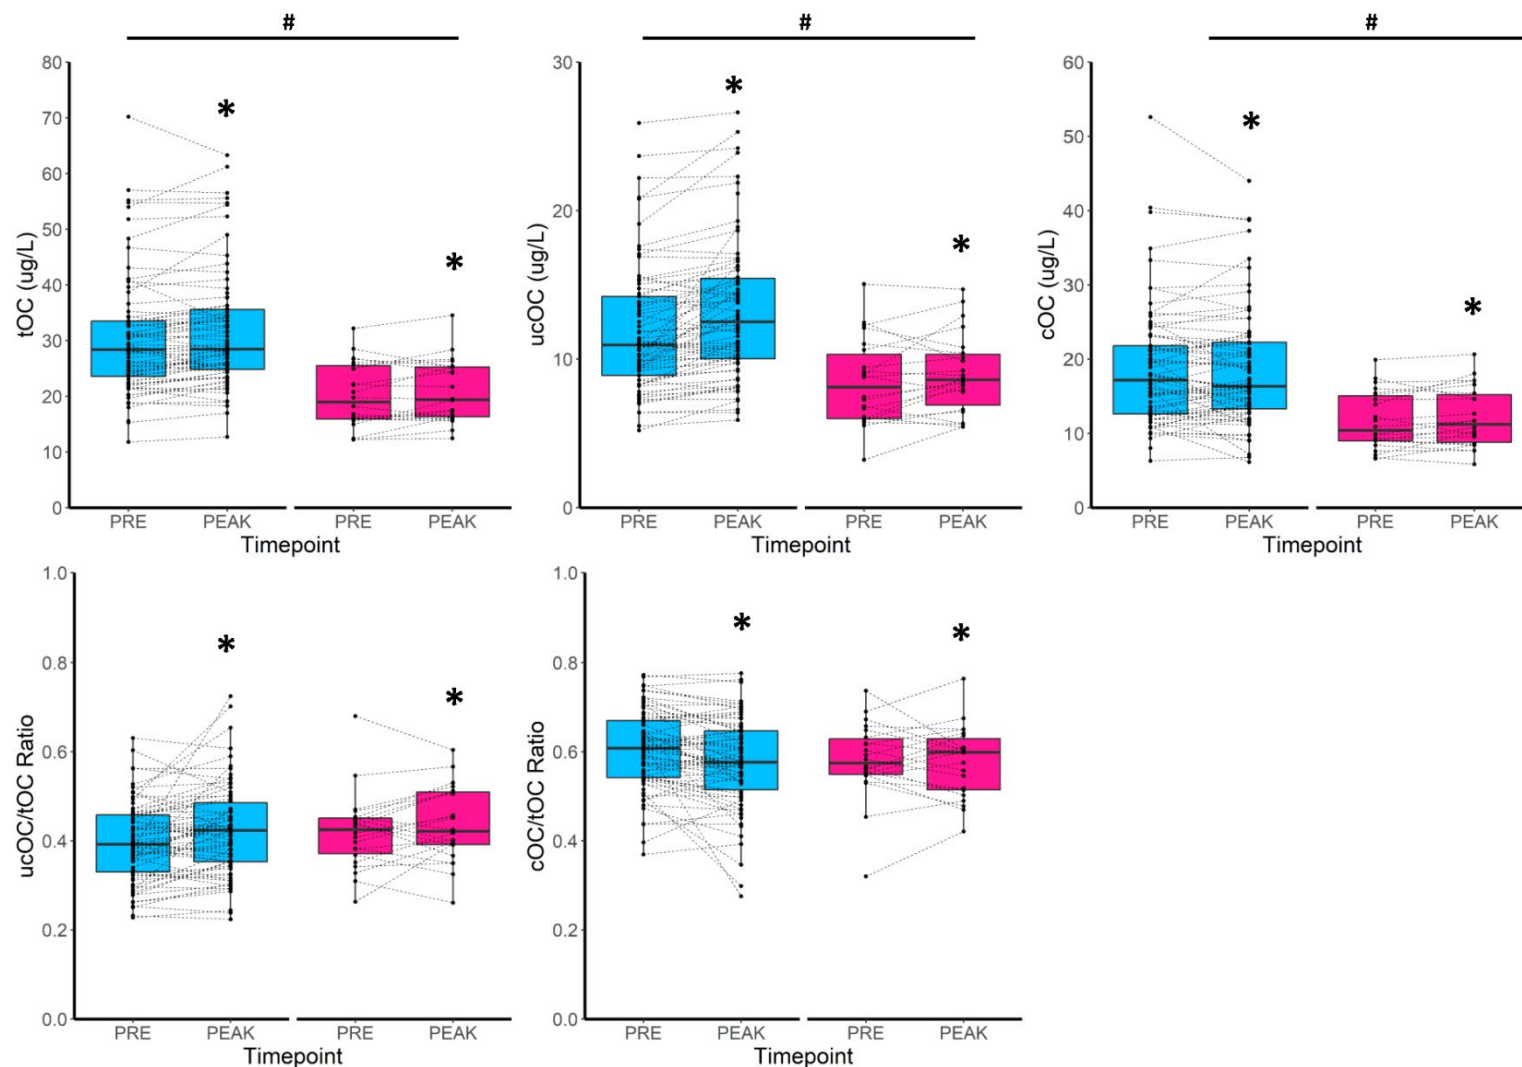 # # #
80
70
60
50
40
30
20
10
0
tOC (ug/L)
* *
PRE PEAK PRE PEAK
Timepoint
30
20
10
0
ucOC (ug/L)
* *
PRE PEAK PRE PEAK
Timepoint
60
50
40
30
20
10
0
cOC (ug/L)
* *
PRE PEAK PRE PEAK
Timepoint
1.0
0.8
0.6
0.4
0.2
0.0
ucOC/tOC Ratio
* *
PRE PEAK PRE PEAK
Timepoint
1.0
0.8
0.6
0.4
0.2
0.0
cOC/tOC Ratio
* *
PRE PEAK PRE PEAK
Timepoint